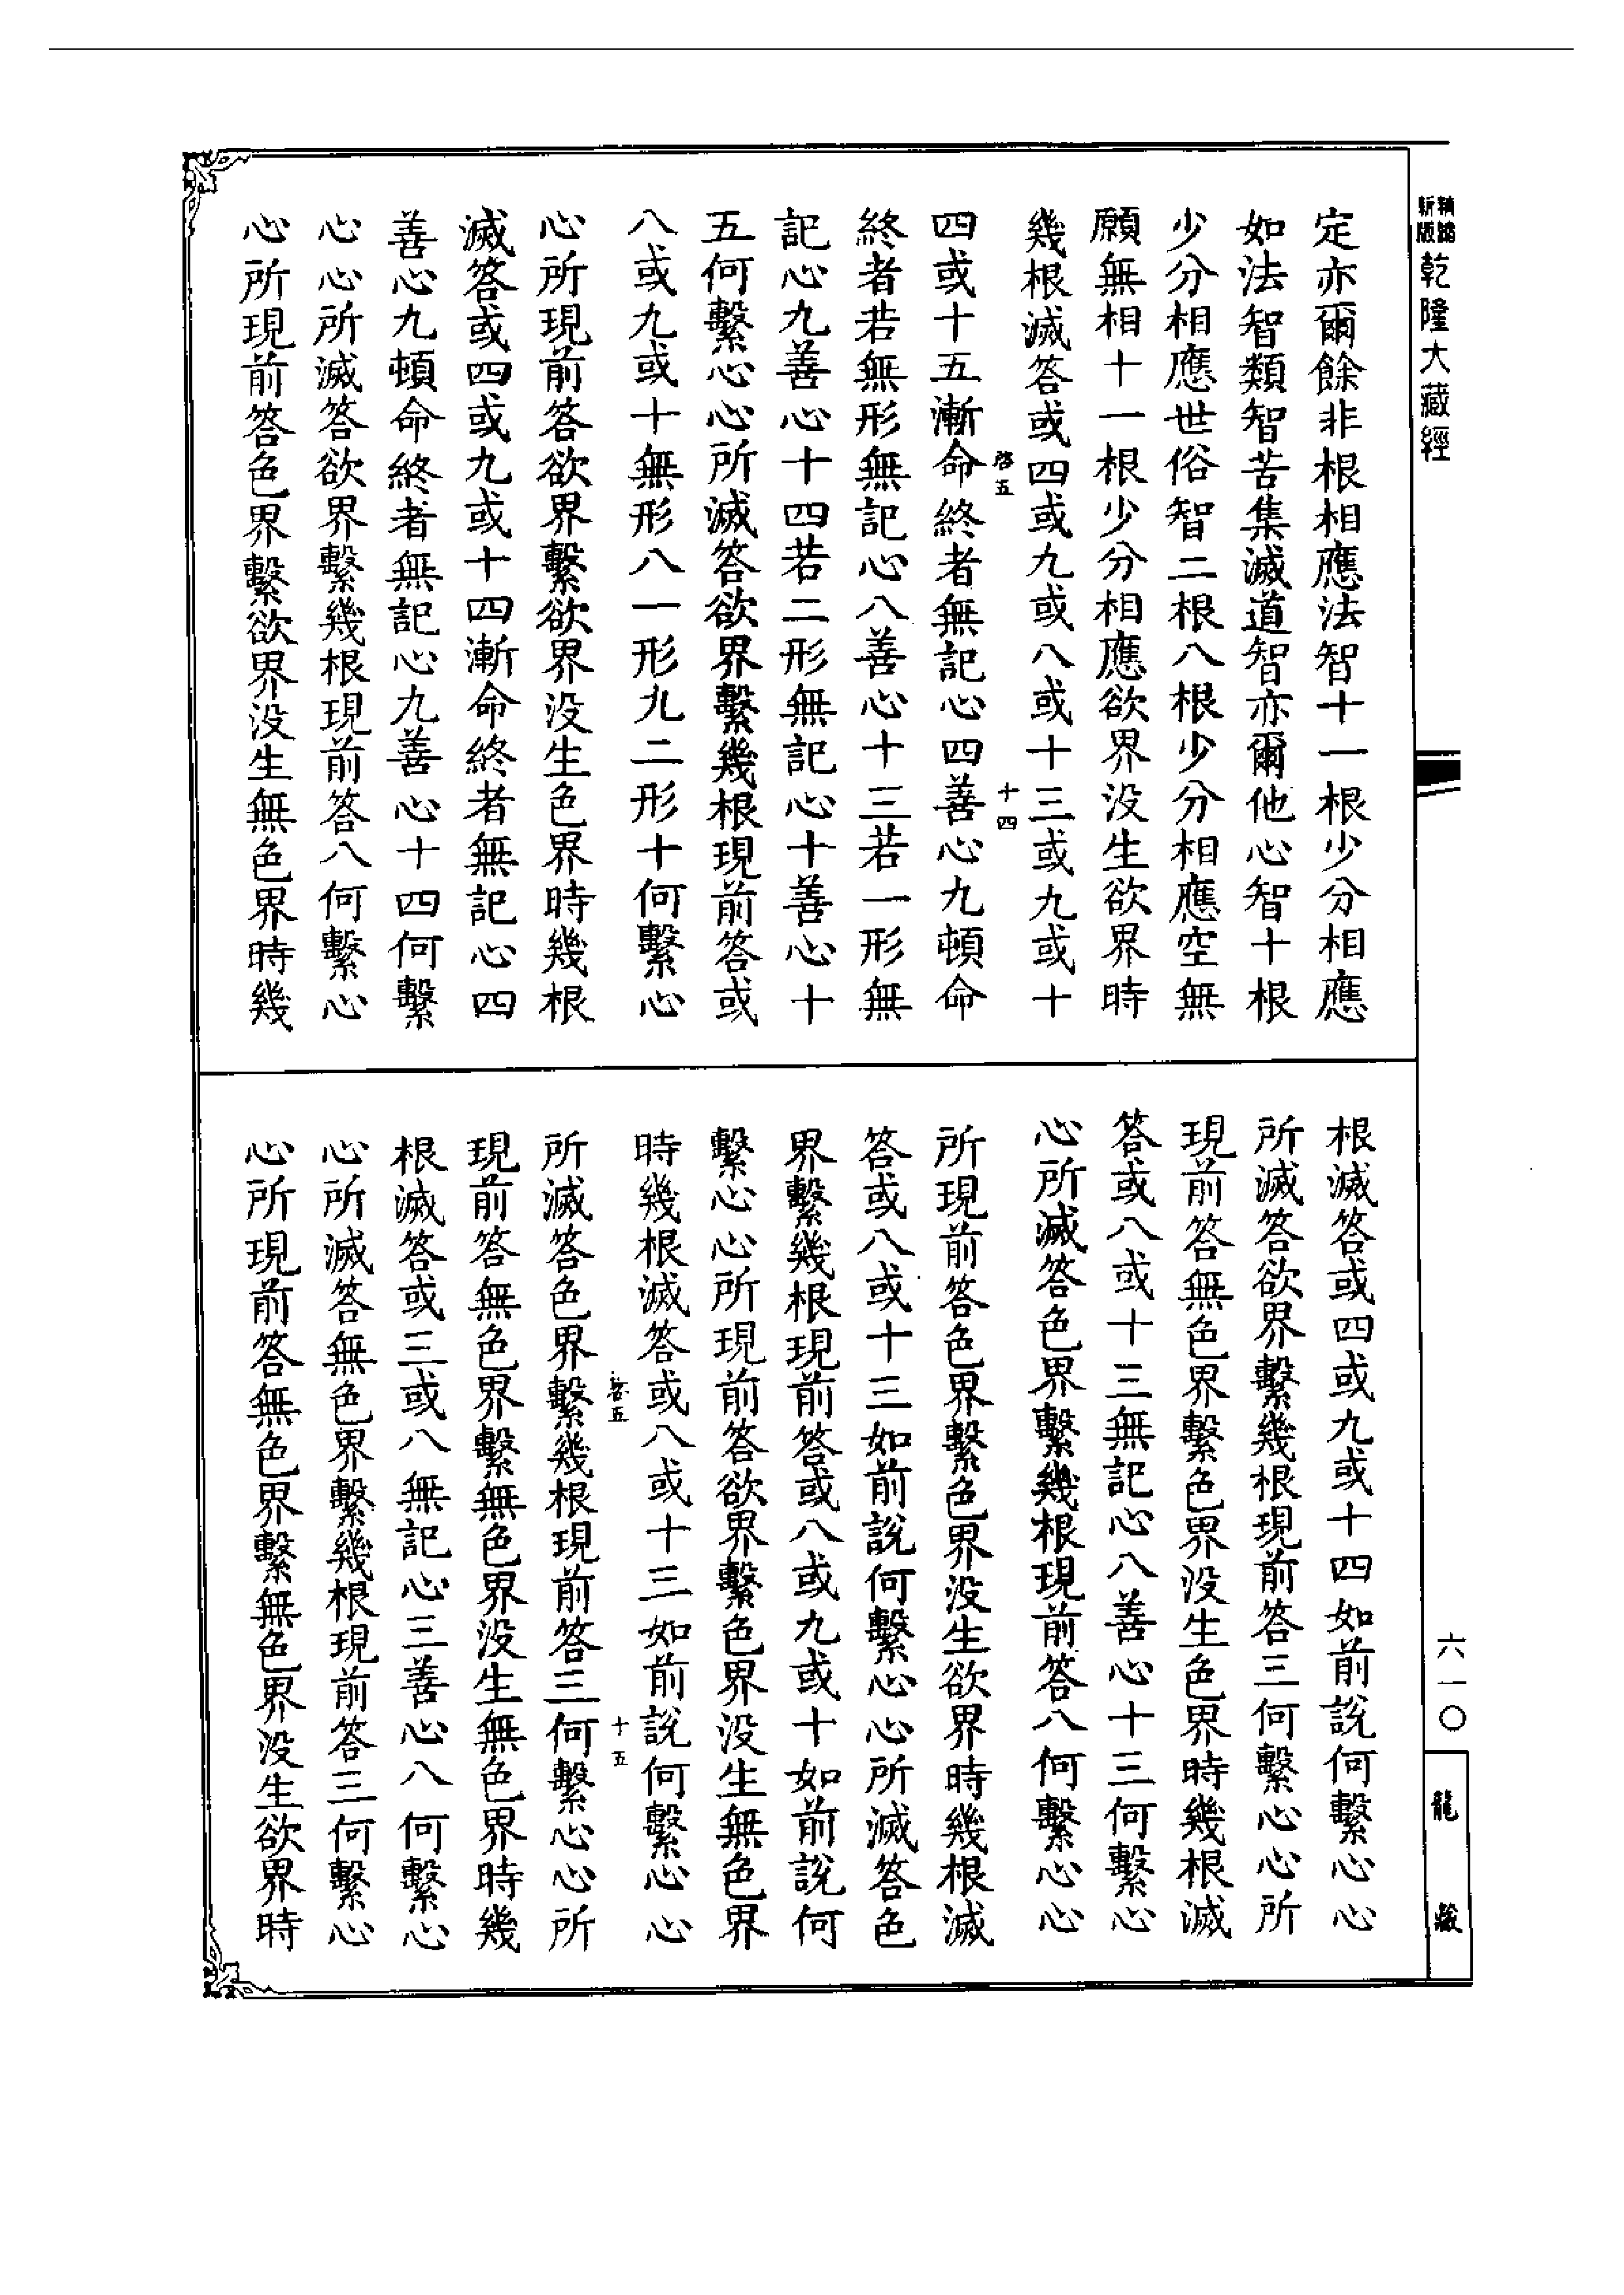 新版
精縮
乾隆大藏經
定亦爾餘非根相應法智十一根少分相應
如法智類智苦集滅道智亦爾他心智十根
少分相應世俗智二根八根少分相應空無
願無相十一根少分相應欲界没生欲界時
幾根滅答或四或九或八或十三或九或十
啓五
十四
四或十五漸命終者無記心四善心九頓命
終者若無形無記心八善心十三若一形無
記心九善心十四若二形無記心十善心十
五何繫心心所滅答欲界繫幾根現前答或
八或九或十無形八一形九二形十何繫心
心所現前答欲界繫欲界没生色界時幾根
滅答或四或九或十四漸命終者無記心四
善心九頓命終者無記心九善心十四何繫
心心所滅答欲界繫幾根現前答八何繫心
心所現前答色界繫欲界没生無色界時幾
根滅答或四或九或十四如前說何繫心心
所滅答欲界繫幾根現前答三何繫心心所
現前答無色界繫色界没生色界時幾根滅
答或八或十三無記心八善心十三何繫心
心所滅答色界繫幾根現前答八何繫心心
所現前答色界繫色界没生欲界時幾根滅
答或八或十三如前說何繫心心所滅答色
界繫幾根現前答或八或九或十如前說何
繫心心所現前答欲界繫色界没生無色界
時幾根滅答或八或十三如前說何繫心心
啓五
十五
所滅答色界繫幾根現前答三何繫心心所
現前答無色界繫無色界没生無色界時幾
根滅答或三或八無記心三善心八何繫心
心所滅答無色界繫幾根現前答三何繫心
心所現前答無色界繫無色界没生欲界時
六一〇
龍藏